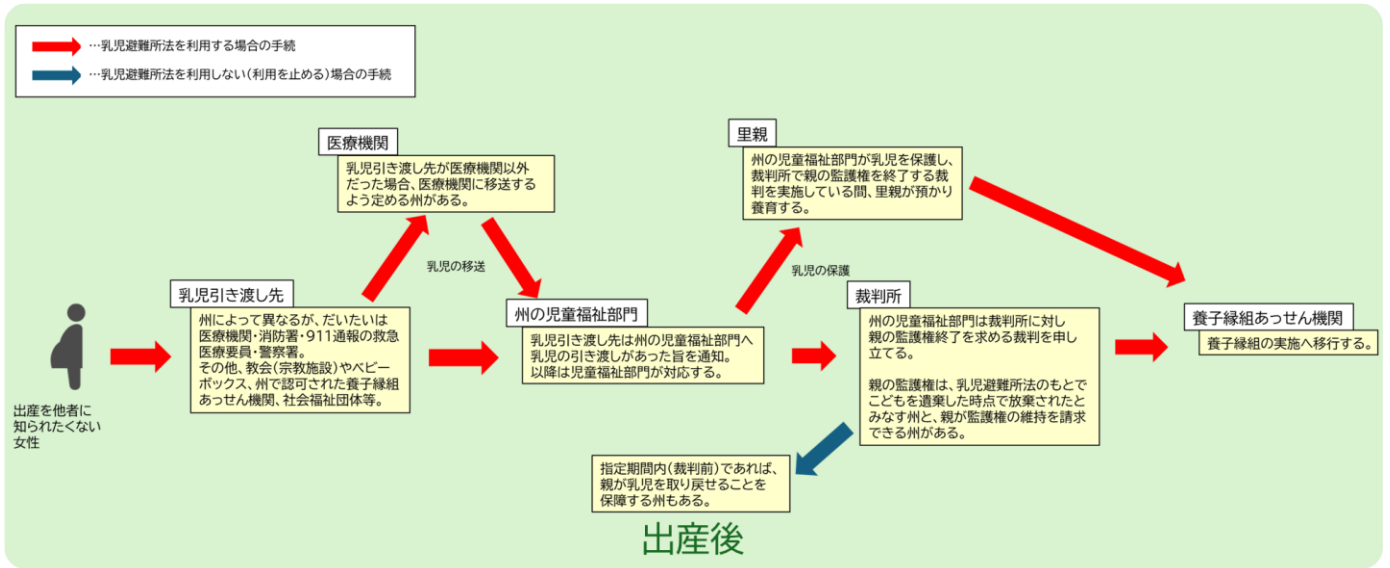 …乳児避難所法を利用する場合の手続
…乳児避難所法を利用しない(利用を止める)場合の手続
医療機関
乳児引き渡し先が医療機関以外
だった場合、医療機関に移送する
よう定める州がある。
里親
州の児童福祉部門が乳児を保護し、
裁判所で親の監護権を終了する裁
判を実施している間、里親が預かり
養育する。
乳児の移送
乳児の保護
乳児引き渡し先
州によって異なるが、だいたいは
医療機関・消防署・911通報の救急
医療要員・警察署。
その他、教会(宗教施設)やベビー
ボックス、州で認可された養子縁組
あっせん機関、社会福祉団体等。
出産を他者に
知られたくない
女性
州の児童福祉部門
乳児引き渡し先は州の児童福祉部門へ
乳児の引き渡しがあった旨を通知。
以降は児童福祉部門が対応する。
裁判所
州の児童福祉部門は裁判所に対し
親の監護権終了を求める裁判を申し
立てる。
親の監護権は、乳児避難所法のもとで
こどもを遺棄した時点で放棄されたと
みなす州と、親が監護権の維持を請求
できる州がある。
養子縁組あっせん機関
養子縁組の実施へ移行する。
指定期間内(裁判前)であれば、
親が乳児を取り戻せることを
保障する州もある。
出産後